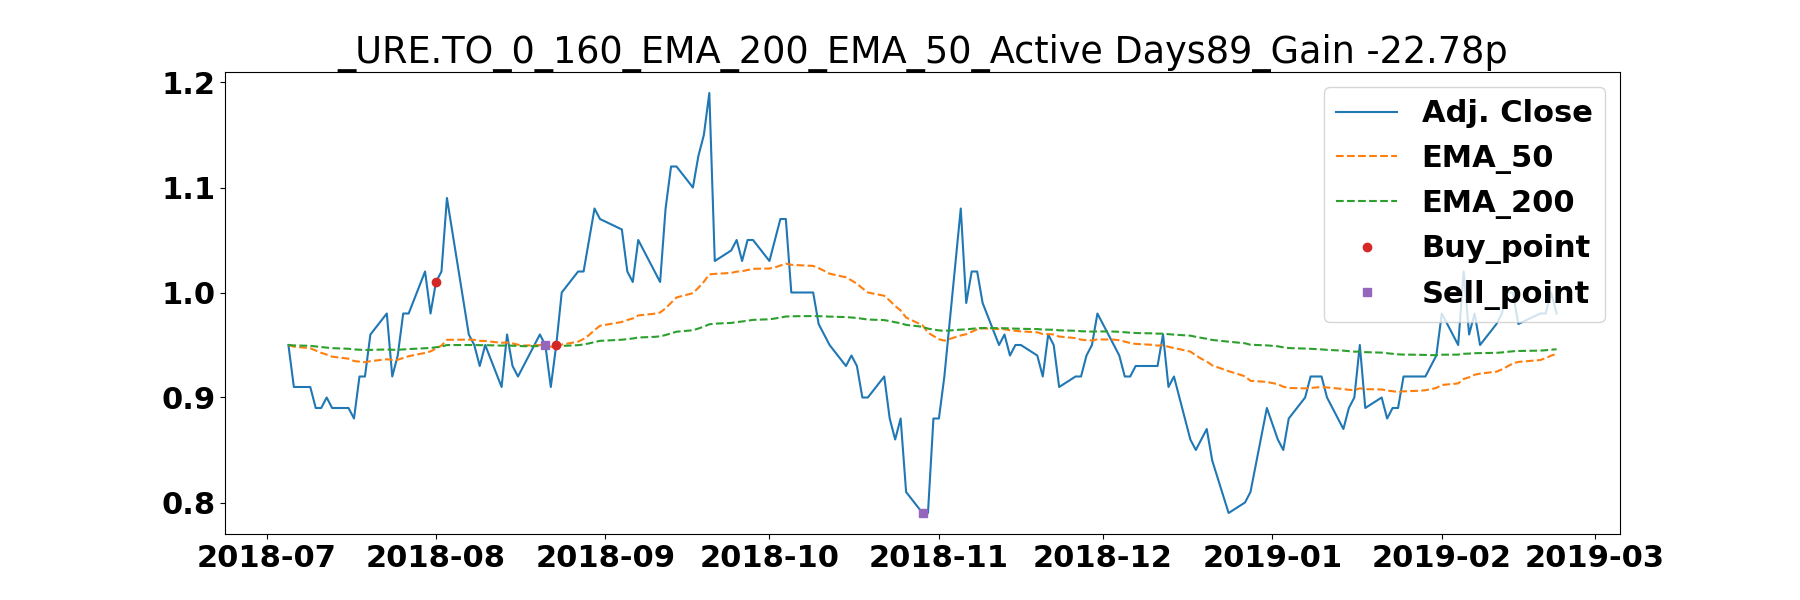 _URE.TO_0_160_EMA_200_EMA_50_Active Days89_Gain -22.78p
1.2
1.1
1.0
0.9
0.8
Adj. Close
EMA_50
EMA_200
Buy_point
Sell_point
2018-07 2018-08 2018-09 2018-10 2018-11 2018-12 2019-01 2019-02 2019-03